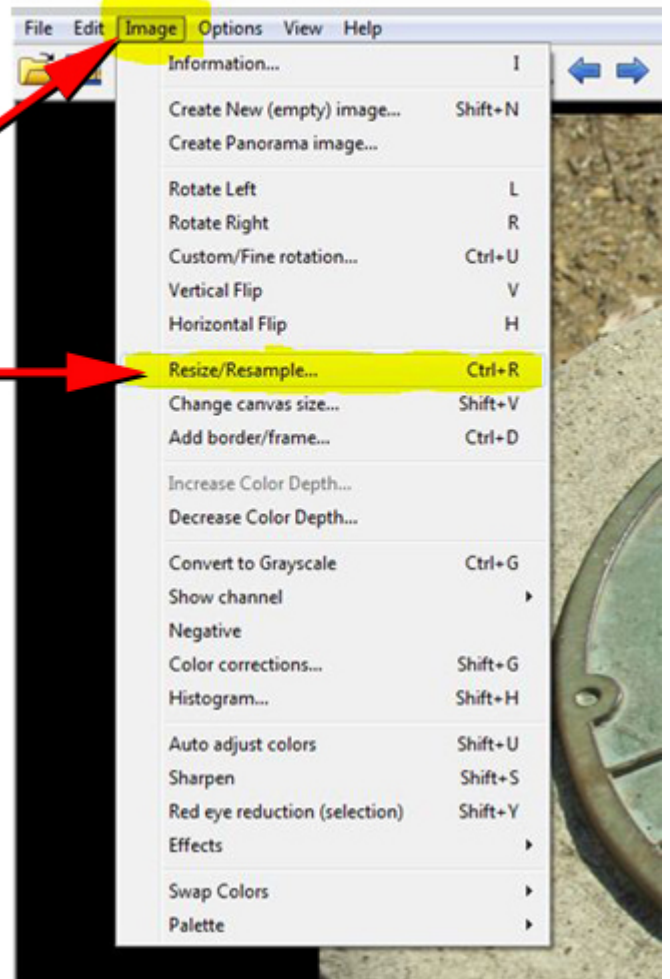 File Edit Image Options View Help
Information... I
Create New (empty) image... Shift+N
Create Panorama image...
Rotate Left L
Rotate Right R
Custom/Fine rotation... Ctrl+U
Vertical Flip V
Horizontal Flip H
Resize/Resample... Ctrl+R
Change canvas size... Shift+V
Add border/frame... Ctrl+D
Increase Color Depth...
Decrease Color Depth...
Convert to Grayscale Ctrl+G
Show channel
Negative
Color corrections... Shift+G
Histogram... Shift+H
Auto adjust colors Shift+U
Sharpen Shift+S
Red eye reduction (selection) Shift+Y
Effects
Swap Colors
Palette